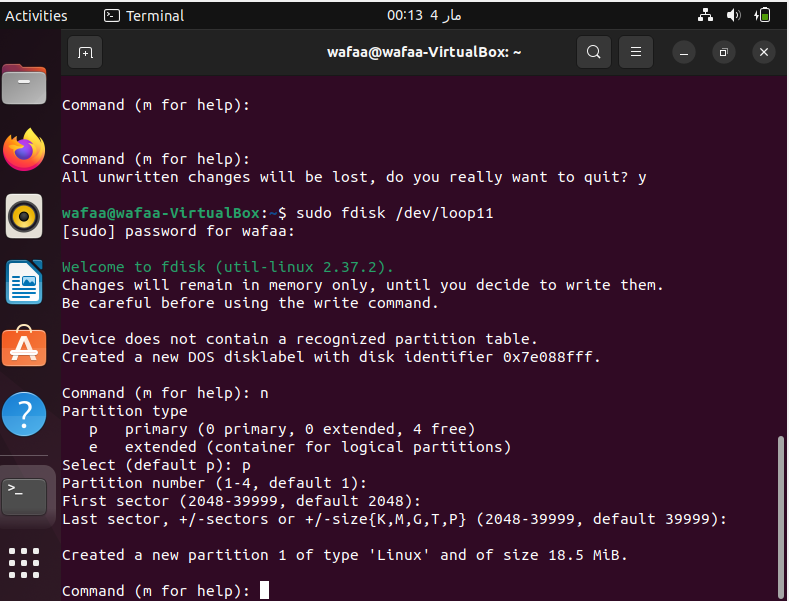 Activities
Terminal
00:13 4 مار
wafaa@wafaa-VirtualBox: ~
Command (m for help):
Command (m for help):
All unwritten changes will be lost, do you really want to quit? y
wafaa@wafaa-VirtualBox:~$ sudo fdisk /dev/loop11
[sudo] password for wafaa:
Welcome to fdisk (util-linux 2.37.2).
Changes will remain in memory only, until you decide to write them.
Be careful before using the write command.
Device does not contain a recognized partition table.
Created a new DOS disklabel with disk identifier 0x7e088fff.
Command (m for help): n
Partition type
p primary (0 primary, 0 extended, 4 free)
e extended (container for logical partitions)
Select (default p): p
Partition number (1-4, default 1):
First sector (2048-39999, default 2048):
Last sector, +/-sectors or +/-size{K,M,G,T,P} (2048-39999, default 39999):
Created a new partition 1 of type 'Linux' and of size 18.5 MiB.
Command (m for help):